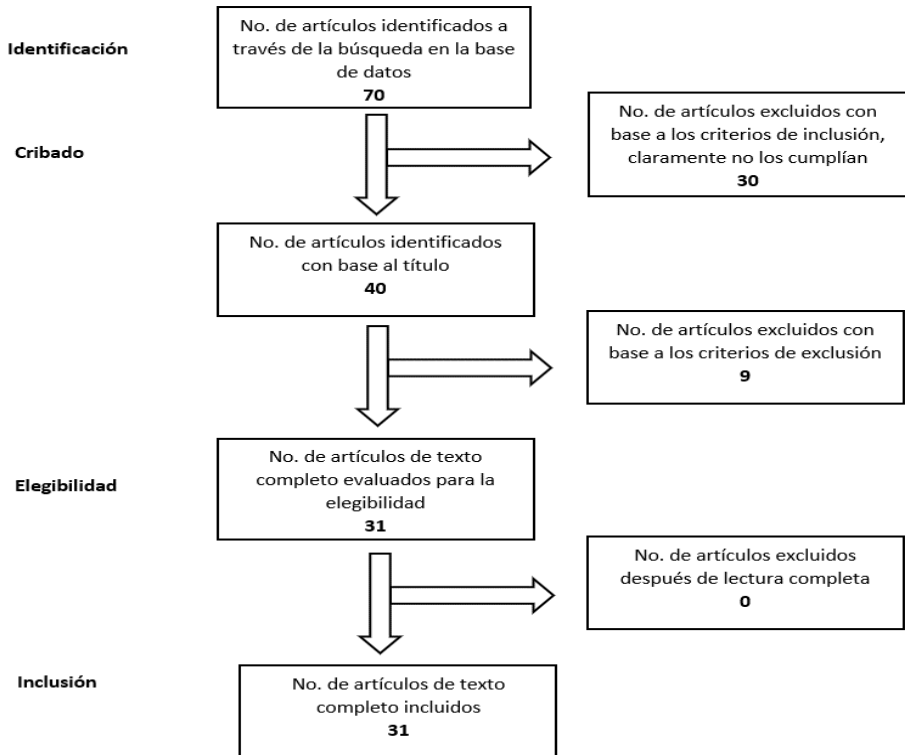 Identificación
No. de artículos identificados a
través de la búsqueda en la base
de datos
70
Cribado
No. de artículos excluidos con
base a los criterios de inclusión,
claramente no los cumplían
30
No. de artículos identificados
con base al título
40
No. de artículos excluidos con
base a los criterios de exclusión
9
Elegibilidad
No. de artículos de texto
completo evaluados para la
elegibilidad
31
No. de artículos excluidos
después de lectura completa
0
Inclusión
No. de artículos de texto
completo incluidos
31